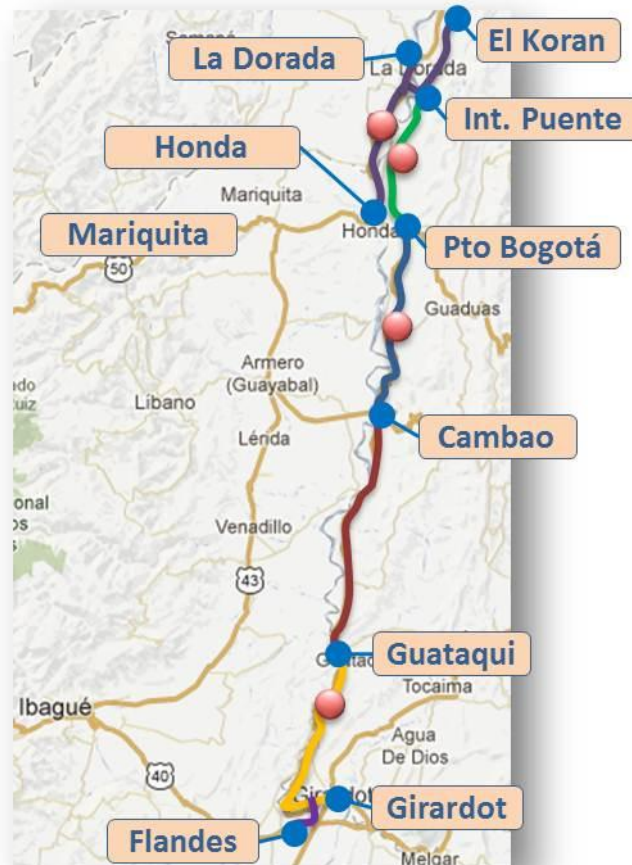 El Koran
La Dorada
La Dorada
Int. Puente
Honda
Mariquita
Mariquita
Honda
Pto Bogotá
50
Guaduas
Armero
(Guayabal)
Líbano
Cambao
Lérida
Venadillo
43
Guataqui
Tocaima
Ibagué
Agua
De Dios
40
Girardot
Flandes
Melgar